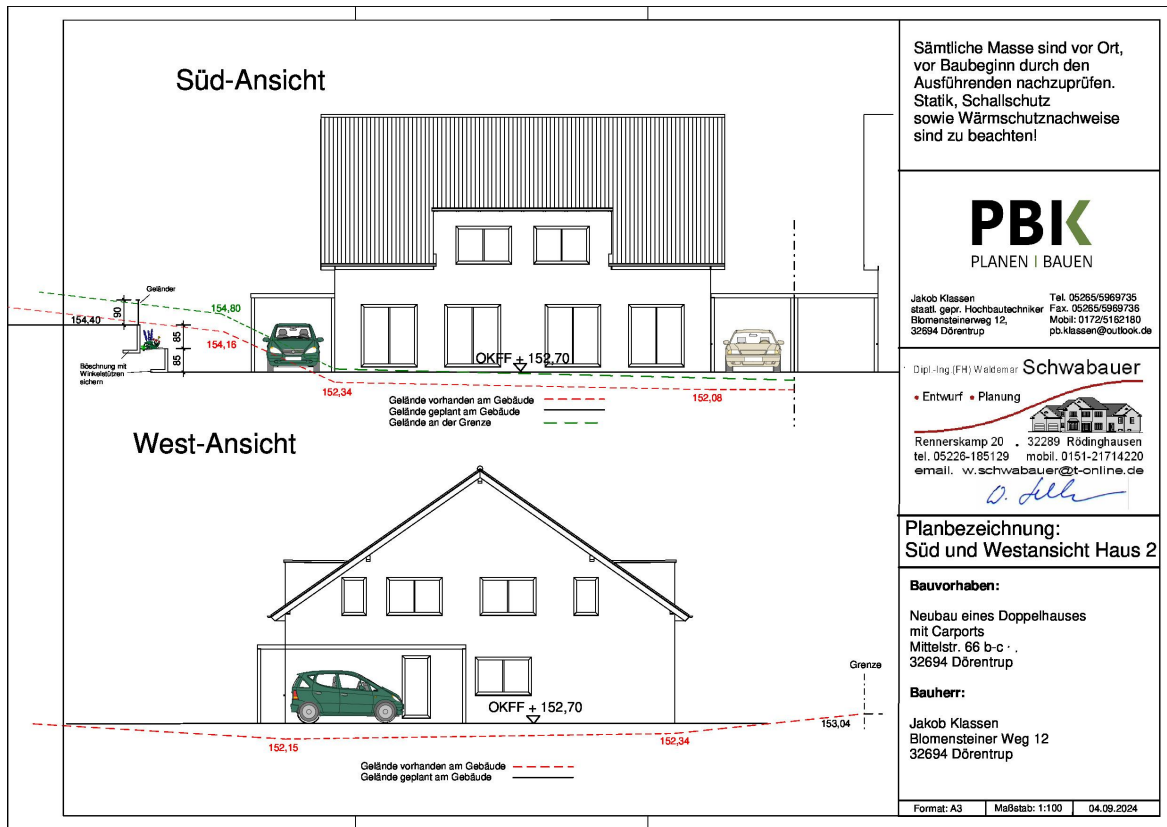 Süd-Ansicht
Geländer
90
154,40
154,80
154,16
85
85
Böschnung mit
Winkelstützen
sichern
OKFF + 152,70
152,34
152,08
Gelände vorhanden am Gebäude
Gelände geplant am Gebäude
Gelände an der Grenze
West-Ansicht
Grenze
OKFF + 152,70
153,04
152,15
152,34
Gelände vorhanden am Gebäude
Gelände geplant am Gebäude
Sämtliche Masse sind vor Ort,
vor Baubeginn durch den
Ausführenden nachzuprüfen.
Statik, Schallschutz
sowie Wärmschutznachweise
sind zu beachten!
PBK
PLANEN | BAUEN
Jakob Klassen
staatl. gepr. Hochbautechniker
Blomensteinerweg 12,
32694 Dörentrup
Tel. 05265/5969735
Fax. 05265/5969736
Mobil: 0172/5162180
pb.klassen@outlook.de
Dipl.-Ing.(FH) Waldemar Schwabauer
• Entwurf • Planung
Rennerskamp 20 . 32289 Rödinghausen
tel. 05226-185129 mobil. 0151-21714220
email. w.schwabauer@t-online.de
Planbezeichnung:
Süd und Westansicht Haus 2
Bauvorhaben:
Neubau eines Doppelhauses
mit Carports
Mittelstr. 66 b-c
32694 Dörentrup
Bauherr:
Jakob Klassen
Blomensteiner Weg 12
32694 Dörentrup
Format: A3 Maßstab: 1:100 04.09.2024